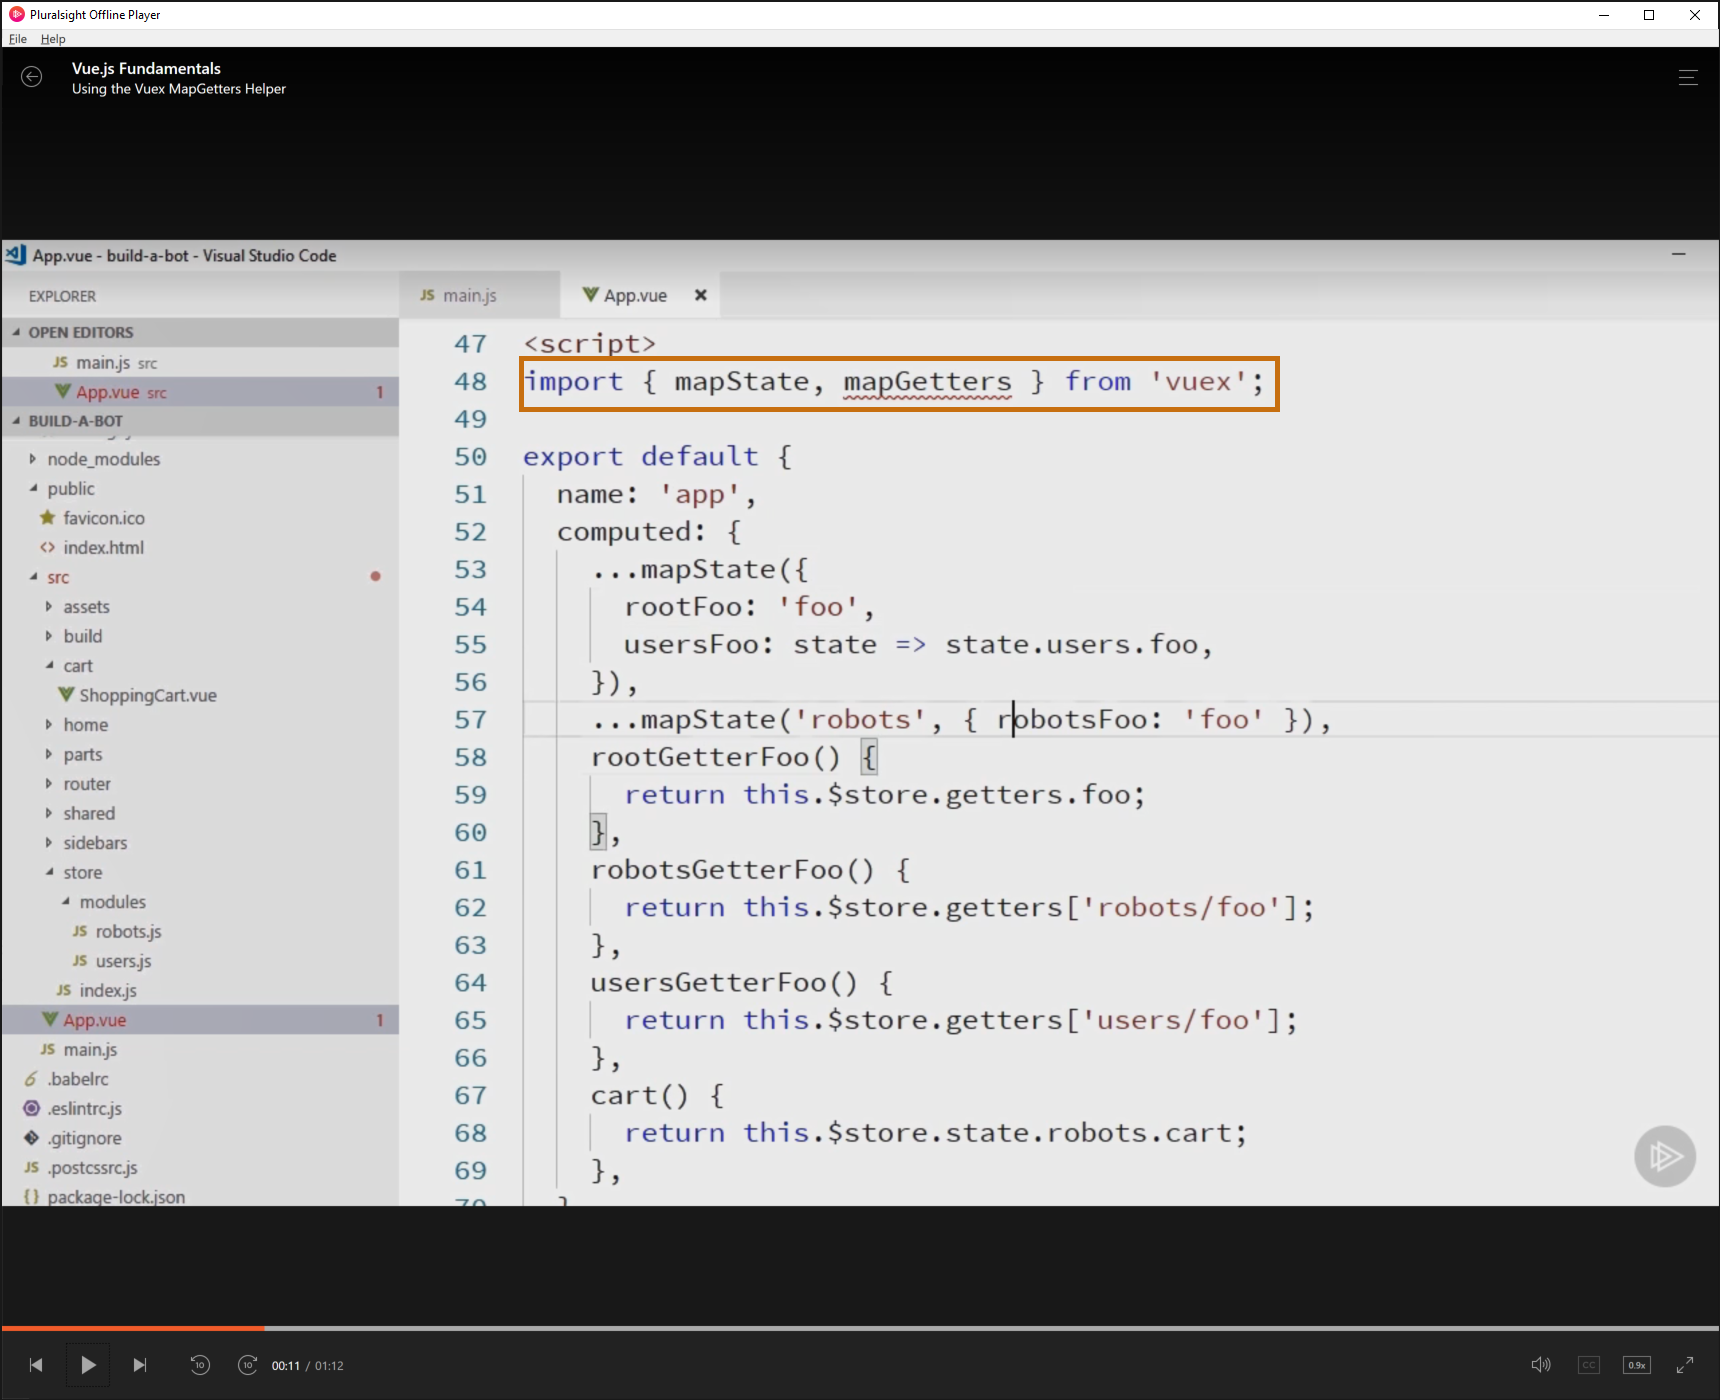 Pluralsight Offline Player
File Help
Vue.js Fundamentals
Using the Vuex MapGetters Helper
App.vue - build-a-bot - Visual Studio Code
EXPLORER
OPEN EDITORS
JS main.js src
App.vue src 1
BUILD-A-BOT
node_modules
public
favicon.ico
<> index.html
src
assets
build
cart
ShoppingCart.vue
home
parts
router
shared
sidebars
store
modules
JS robots.js
JS users.js
JS index.js
App.vue 1
JS main.js
.babelrc
.eslintrc.js
.gitignore
JS .postcssrc.js
{} package-lock.json
JS main.js
App.vue
47 <script>
48 import { mapState, mapGetters } from 'vuex';
49
50 export default {
51 name: 'app',
52 computed: {
53 ...mapState({
54 rootFoo: 'foo',
55 usersFoo: state => state.users.foo,
56 }),
57 ...mapState('robots', { robotsFoo: 'foo' }),
58 rootGetterFoo() {
59 return this.$store.getters.foo;
60 },
61 robotsGetterFoo() {
62 return this.$store.getters['robots/foo'];
63 },
64 usersGetterFoo() {
65 return this.$store.getters['users/foo'];
66 },
67 cart() {
68 return this.$store.state.robots.cart;
69 },
10 10 00:11 / 01:12
CC 0.9x